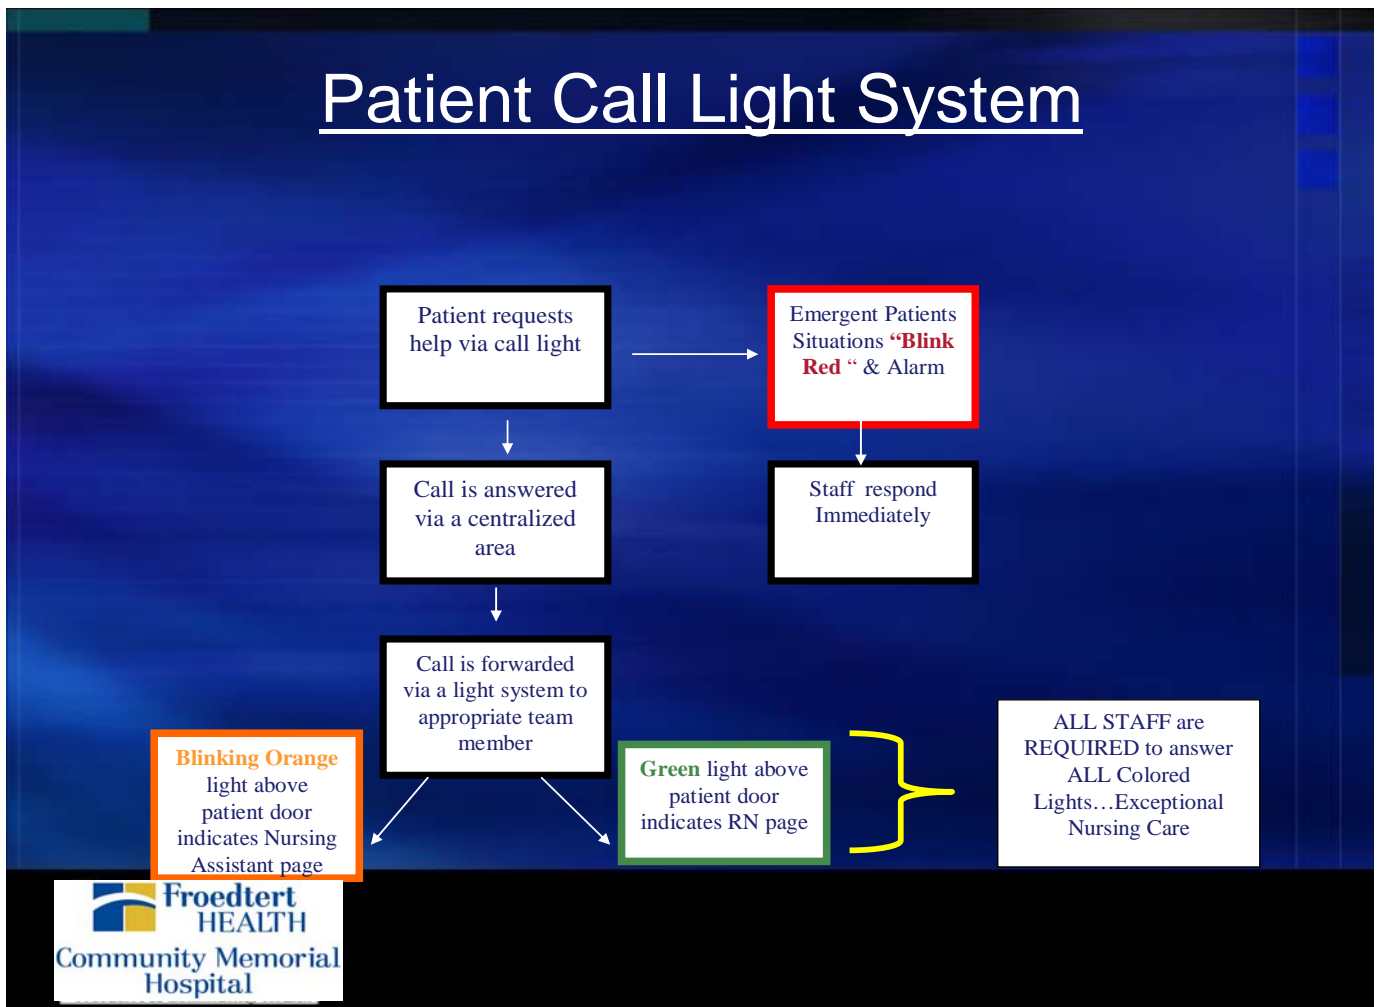 Patient Call Light System
Patient requests
help via call light
Emergent Patients
Situations “Blink
Red “ & Alarm
Call is answered
via a centralized
area
Staff respond
Immediately
Call is forwarded
via a light system to
appropriate team
member
Blinking Orange
light above
patient door
indicates Nursing
Assistant page
Green light above
patient door
indicates RN page
ALL STAFF are
REQUIRED to answer
ALL Colored
Lights…Exceptional
Nursing Care
Froedtert
HEALTH
Community Memorial
Hospital